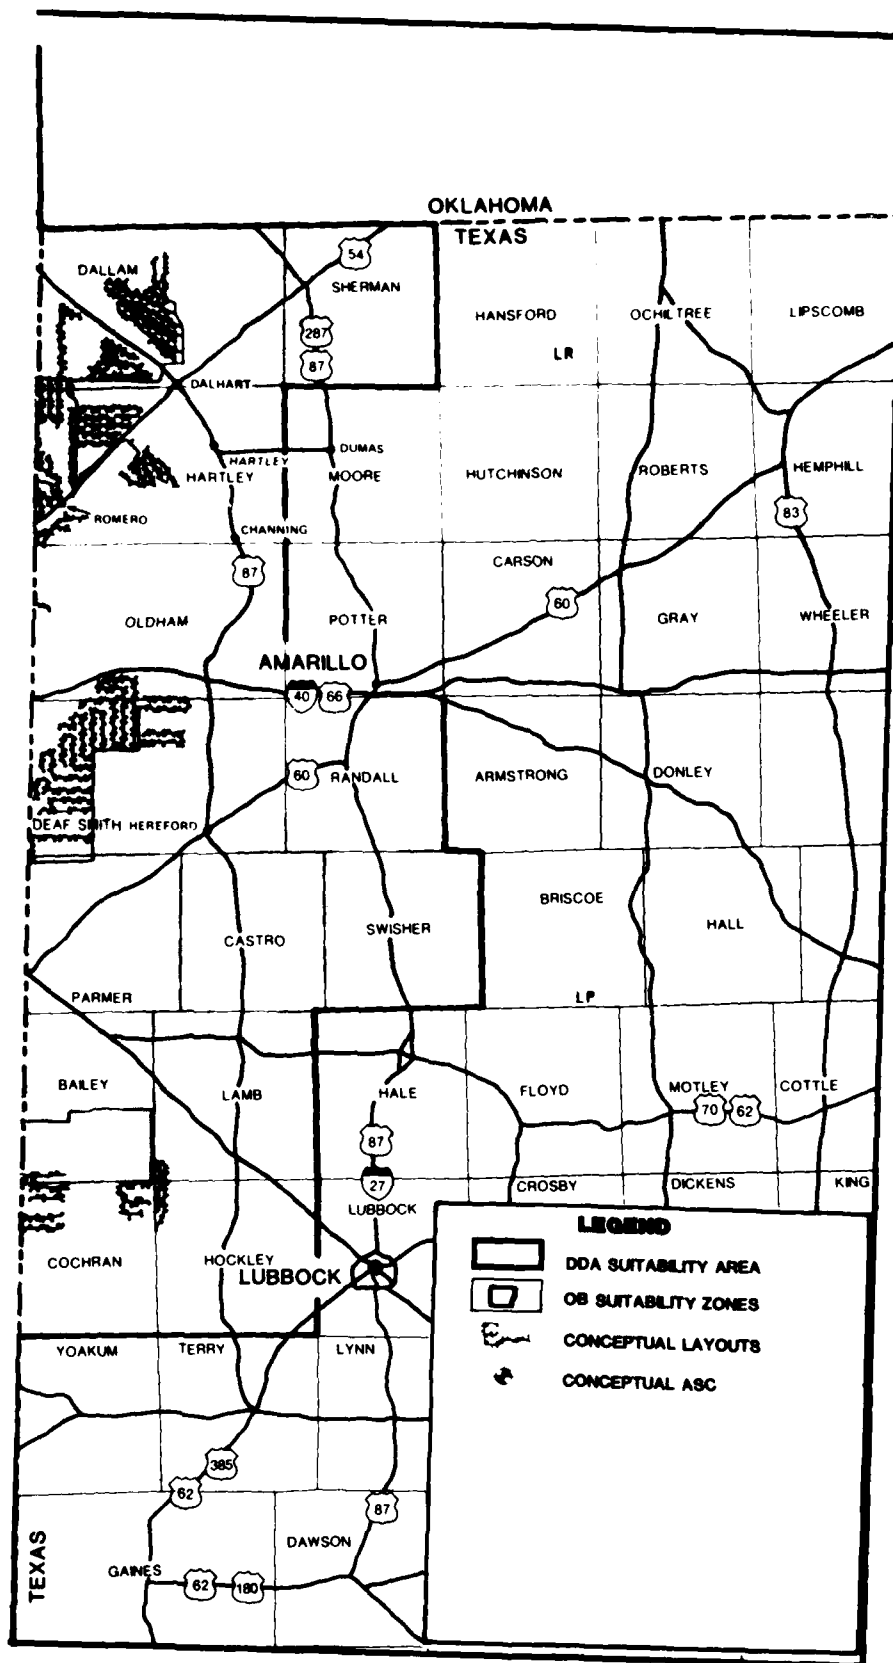 OKLAHOMA
TEXAS
54
DALLAM
SHERMAN
HANSFORD
OCHILTREE
LIPSCOMB
287
LR
87
DALHART
DUMAS
HARTLEY
HARTLEY
MOORE
HUTCHINSON
ROBERTS
HEMPHILL
83
ROMERO
CHANNING
CARSON
87
60
OLDHAM
POTTER
GRAY
WHEELER
AMARILLO
40
66
60
RANDALL
ARMSTRONG
DONLEY
DEAF SMITH
HEREFORD
BRISCOE
HALL
CASTRO
SWISHER
PARMER
LP
BAILEY
LAMB
HALE
FLOYD
MOTLEY
COTTLE
70
62
87
27
CROSBY
DICKENS
KING
LUBBOCK
COCHRAN
HOCKLEY
LUBBOCK
YOAKUM
TERRY
LYNN
385
62
87
DAWSON
GAINES
62
180
TEXAS
LEGEND
DDA SUITABILITY AREA
OB SUITABILITY ZONES
CONCEPTUAL LAYOUTS
CONCEPTUAL ASC